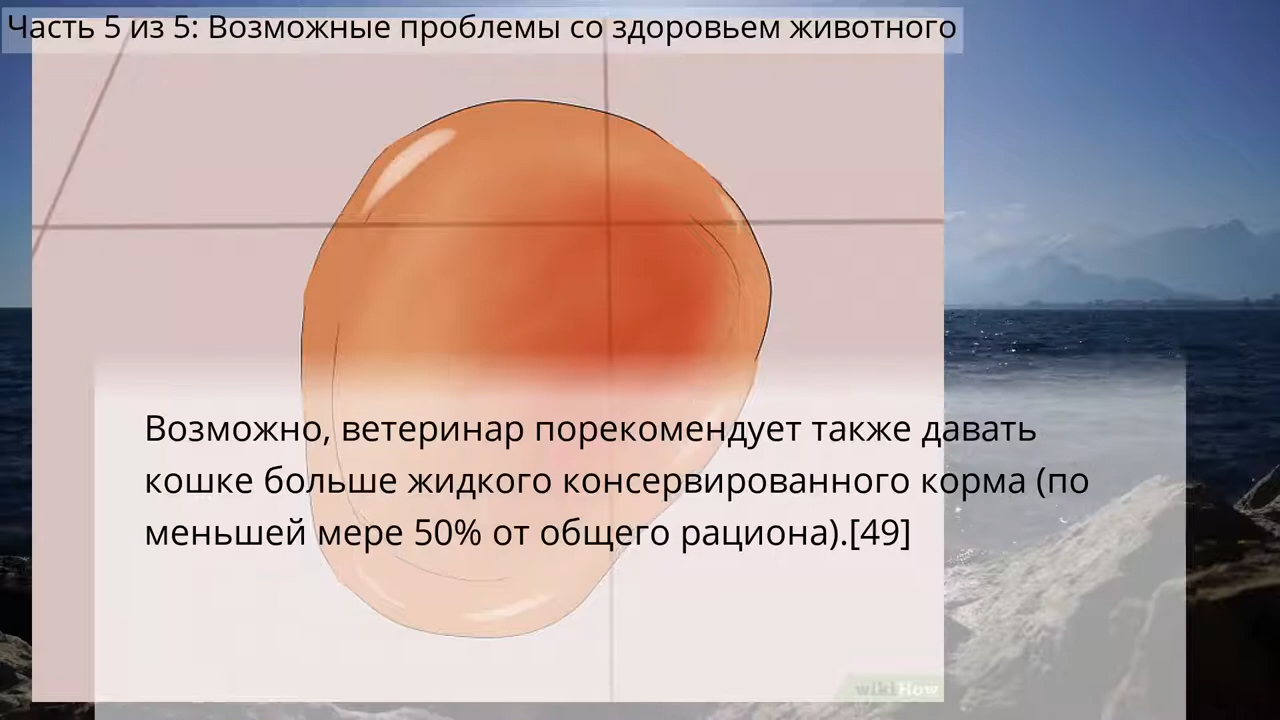 Часть 5 из 5: Возможные проблемы со здоровьем животного
Возможно, ветеринар порекомендует также давать
кошке больше жидкого консервированного корма (по
меньшей мере 50% от общего рациона).[49]
wikiHow